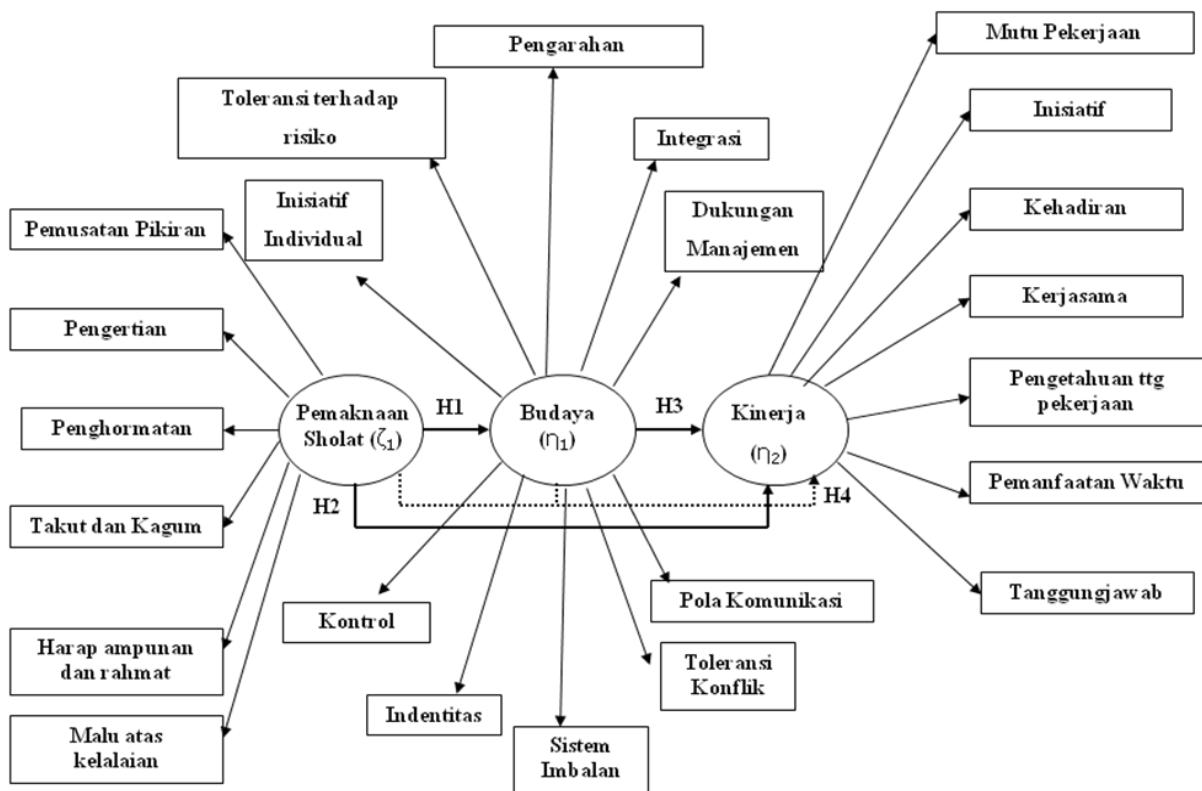 Mutu Pekerjaan
Pengarahan
Toleransi terhadap
risiko
Inisiatif
Integrasi
Inisiatif
Individual
Dukungan
Manajemen
Kehadiran
Pemusatan Pikiran
Kerjasama
Pengertian
Pengetahuan ttg
pekerjaan
Pemaknaan
Sholat (ζ1)
H1
Budaya
(η1)
H3
Kinerja
(η2)
Penghormatan
Pemanfaatan Waktu
H2
H4
Takut dan Kagum
Tanggungjawab
Pola Komunikasi
Kontrol
Harap ampunan
dan rahmat
Toleransi
Konflik
Indentitas
Malu atas
kelalaian
Sistem
Imbalan